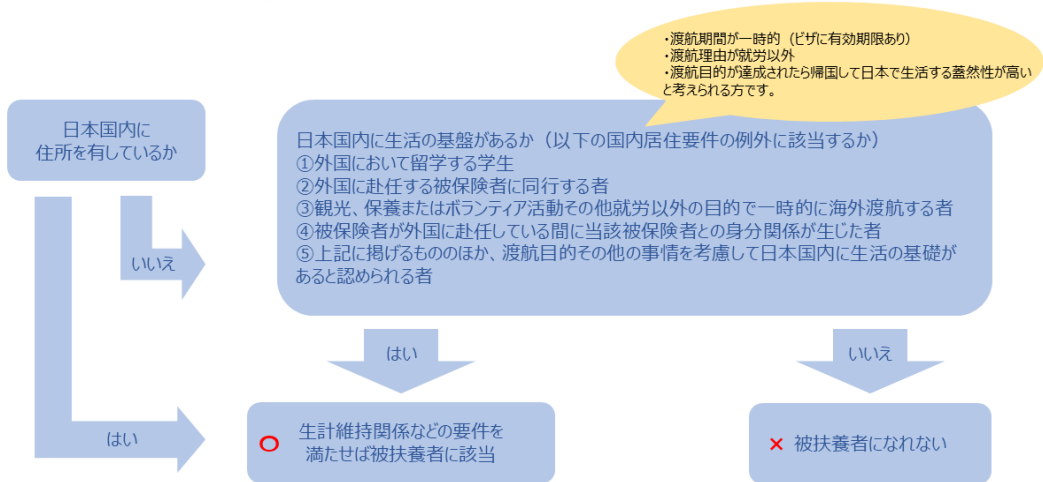 ・渡航期間が一時的（ビザに有効期限あり）
・渡航理由が就労以外
・渡航目的が達成されたら帰国して日本で生活する蓋然性が高い
と考えられる方です。
日本国内に
住所を有しているか
日本国内に生活の基盤があるか（以下の国内居住要件の例外に該当するか）
①外国において留学する学生
②外国に赴任する被保険者に同行する者
③観光、保養またはボランティア活動その他就労以外の目的で一時的に海外渡航する者
④被保険者が外国に赴任している間に当該被保険者との身分関係が生じた者
⑤上記に掲げるもののほか、渡航目的その他の事情を考慮して日本国内に生活の基礎が
あると認められる者
いいえ
はい
いいえ
はい
○ 生計維持関係などの要件を
満たせば被扶養者に該当
× 被扶養者になれない